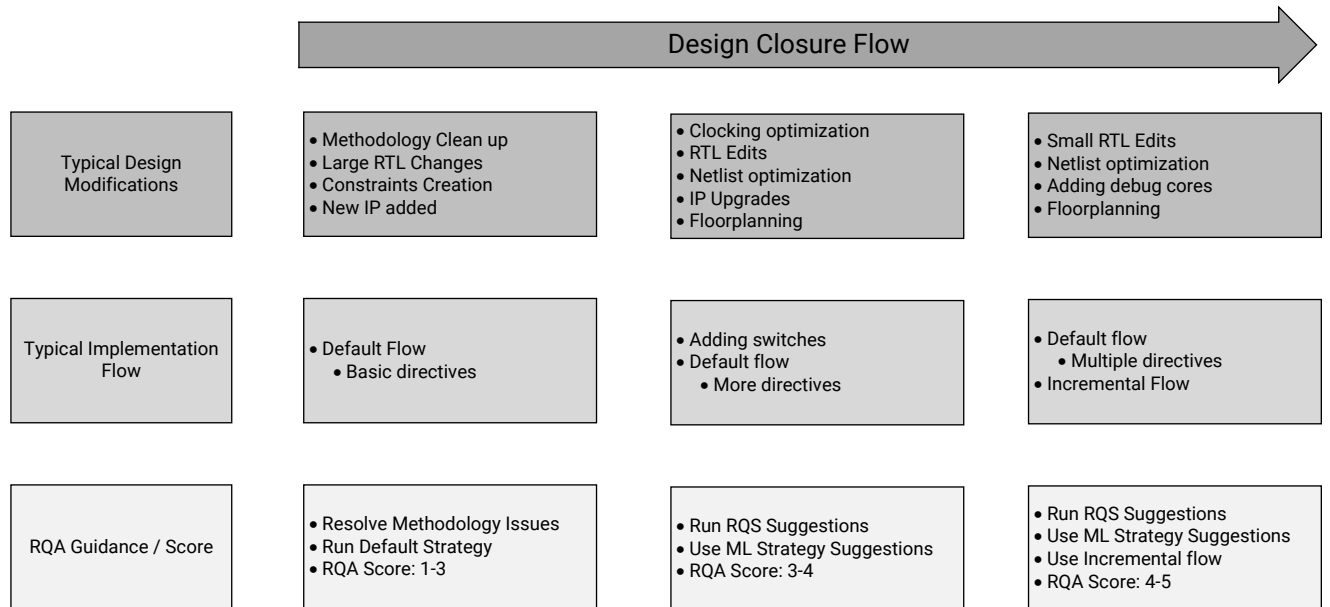 Design Closure Flow
Typical Design
Modifications
• Methodology Clean up
• Large RTL Changes
• Constraints Creation
• New IP added
• Clocking optimization
• RTL Edits
• Netlist optimization
• IP Upgrades
• Floorplanning
• Small RTL Edits
• Netlist optimization
• Adding debug cores
• Floorplanning
Typical Implementation
Flow
• Default Flow
• Basic directives
• Adding switches
• Default flow
• More directives
• Default flow
• Multiple directives
• Incremental Flow
RQA Guidance / Score
• Resolve Methodology Issues
• Run Default Strategy
• RQA Score: 1-3
• Run RQS Suggestions
• Use ML Strategy Suggestions
• RQA Score: 3-4
• Run RQS Suggestions
• Use ML Strategy Suggestions
• Use Incremental flow
• RQA Score: 4-5